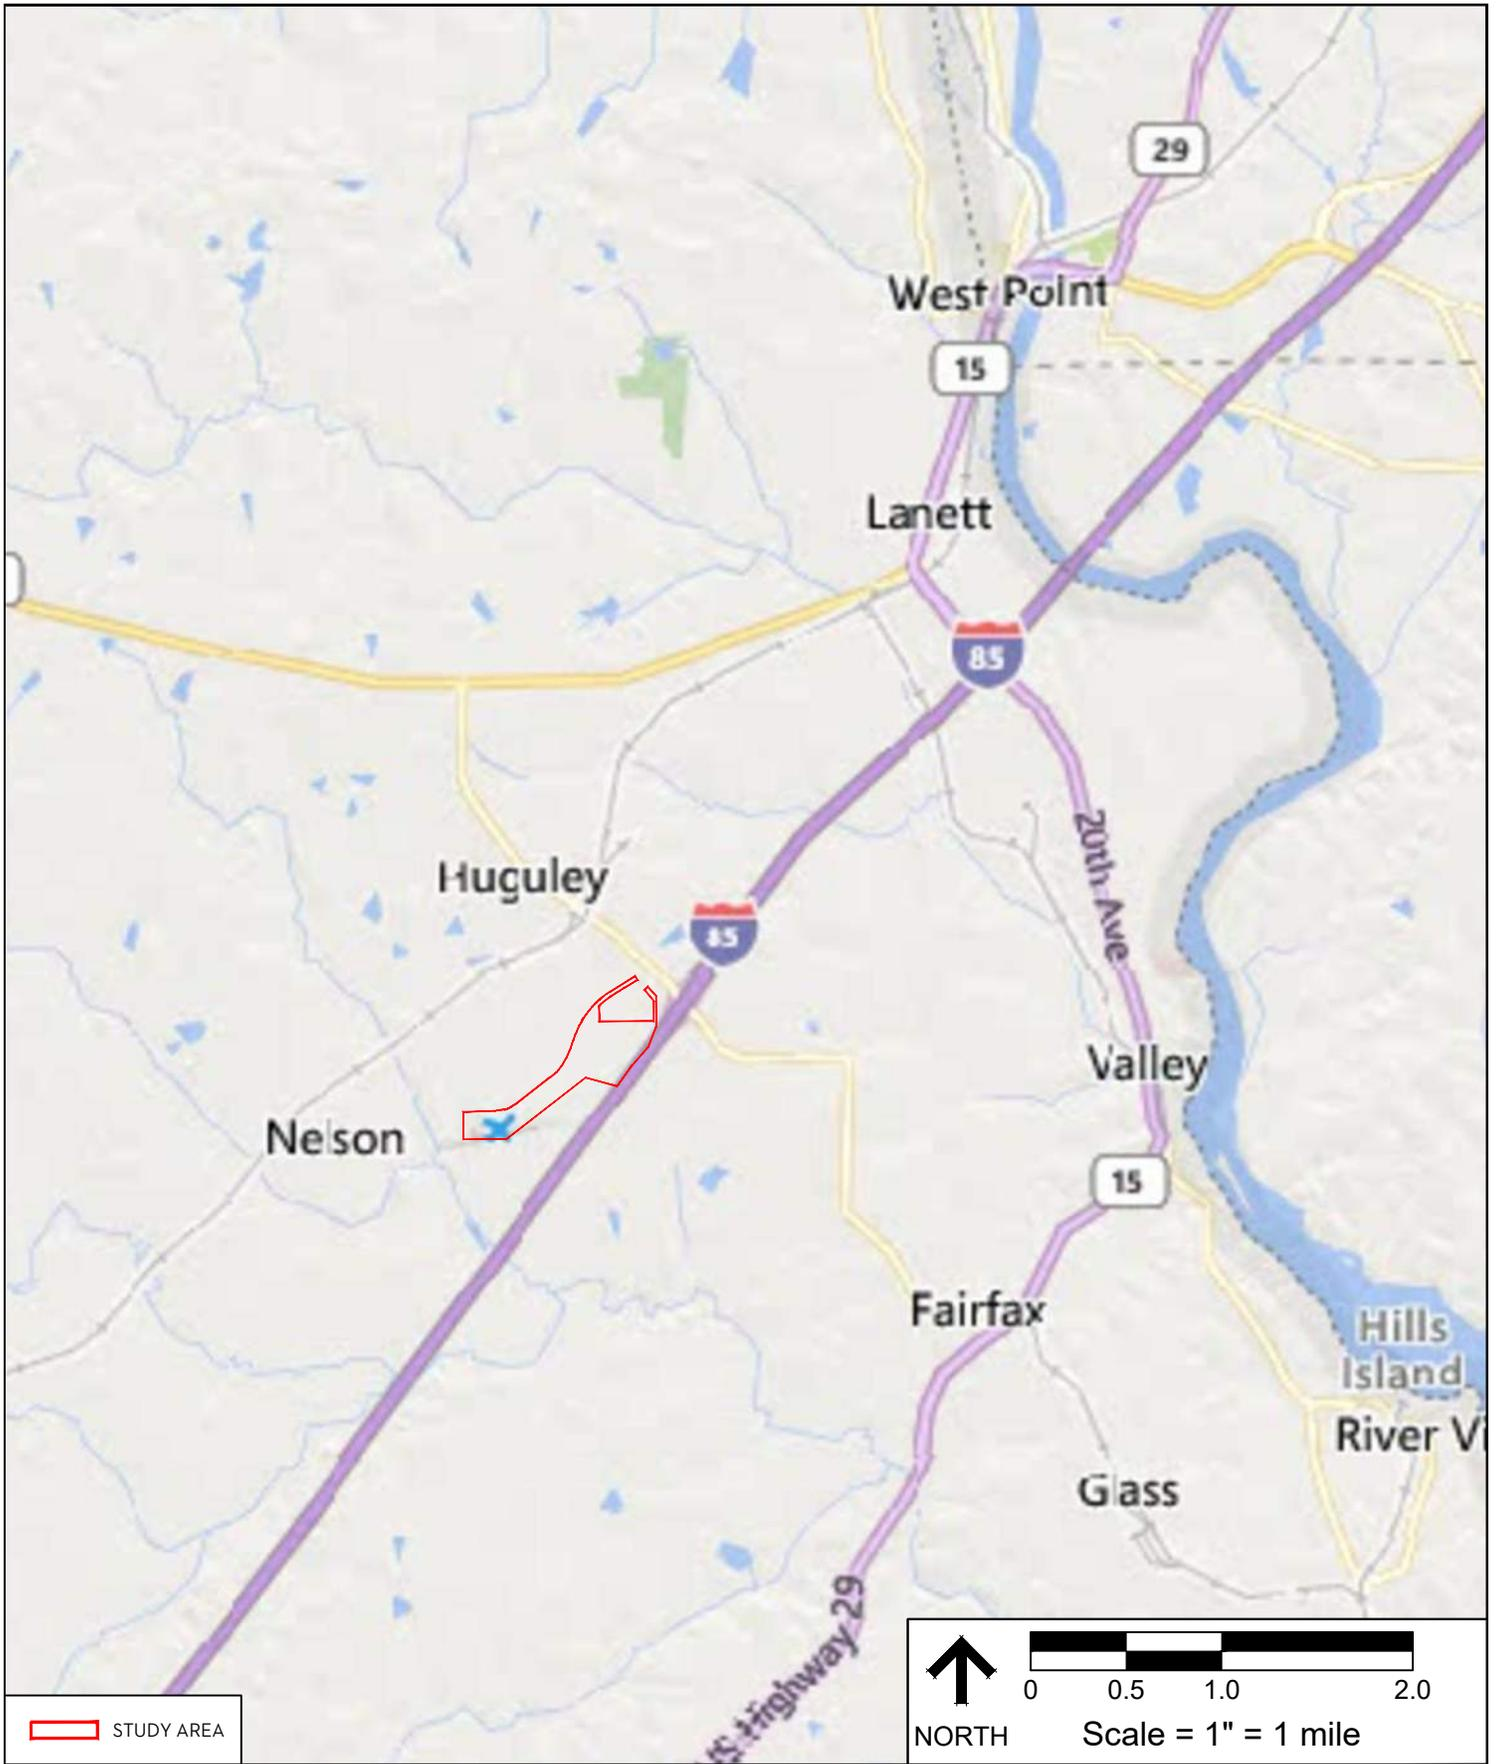 29
West Point
15
Lanett
85
20th Ave
Huguley
85
Valley
Nelson
15
Fairfax
Hills
Island
River Vi
Glass
US Highway 29
NORTH
0 0.5 1.0 2.0
Scale = 1" = 1 mile
STUDY AREA